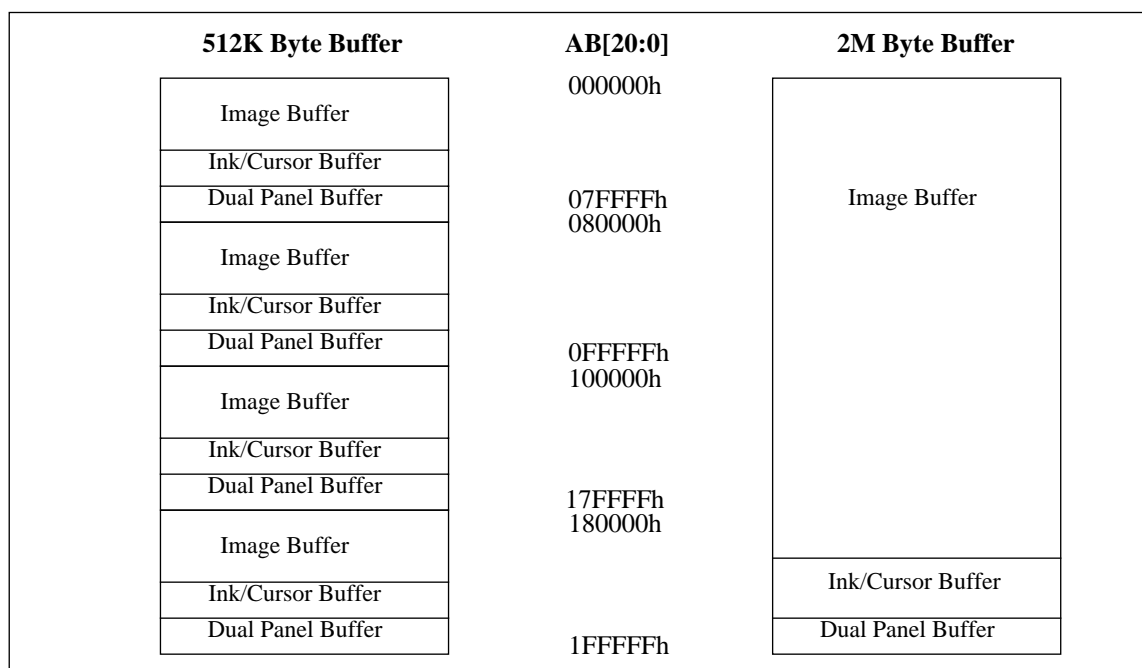 512K Byte Buffer AB[20:0] 2M Byte Buffer
000000h
Image Buffer
Ink/Cursor Buffer
Dual Panel Buffer 07FFFFh Image Buffer
080000h
Image Buffer
Ink/Cursor Buffer
Dual Panel Buffer
0FFFFFh
100000h
Image Buffer
Ink/Cursor Buffer
Dual Panel Buffer
17FFFFh
180000h
Image Buffer
Ink/Cursor Buffer Ink/Cursor Buffer
Dual Panel Buffer Dual Panel Buffer
1FFFFFh